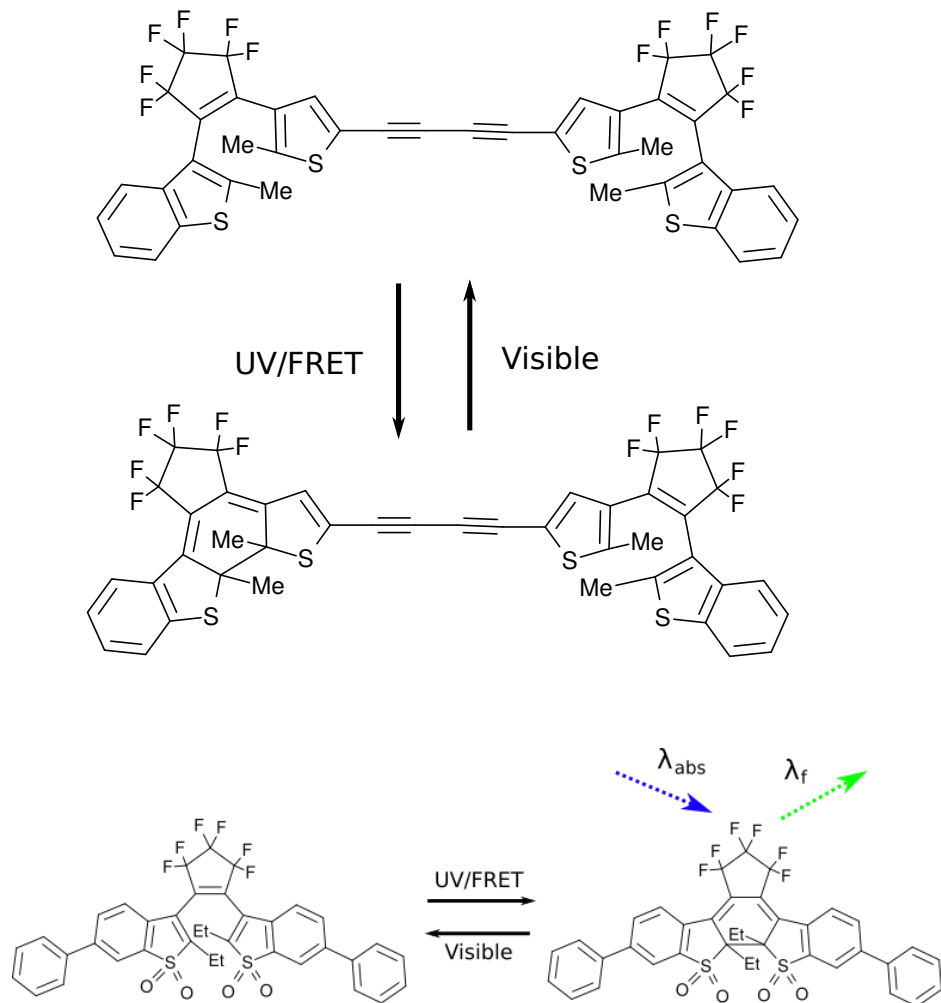 F F F F F F
F F F F F F
Me S S Me
Me Me
S S
UV/FRET Visible
F F F F F F
F F F F F F
Me S S Me
Me Me
S S
λabs λf
F F F F F F
F F F F F F
UV/FRET
Visible
Et Et
Et Et
S S S S
O O O O O O O O